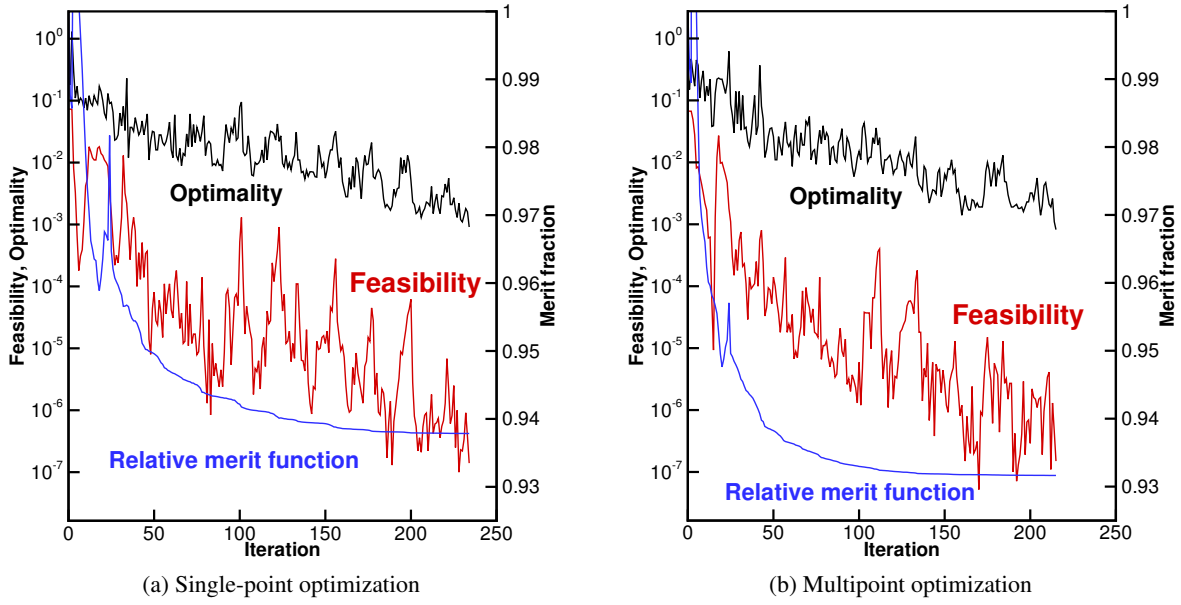 Feasibility, Optimality
10^0
10^-1
10^-2
10^-3
10^-4
10^-5
10^-6
10^-7
Optimality
Feasibility
Relative merit function
1
0.99
0.98
0.97
0.96
0.95
0.94
0.93
Merit fraction
0 50 100 150 200 250
Iteration
(a) Single-point optimization
Feasibility, Optimality
10^0
10^-1
10^-2
10^-3
10^-4
10^-5
10^-6
10^-7
Optimality
Feasibility
Relative merit function
1
0.99
0.98
0.97
0.96
0.95
0.94
0.93
Merit fraction
0 50 100 150 200 250
Iteration
(b) Multipoint optimization